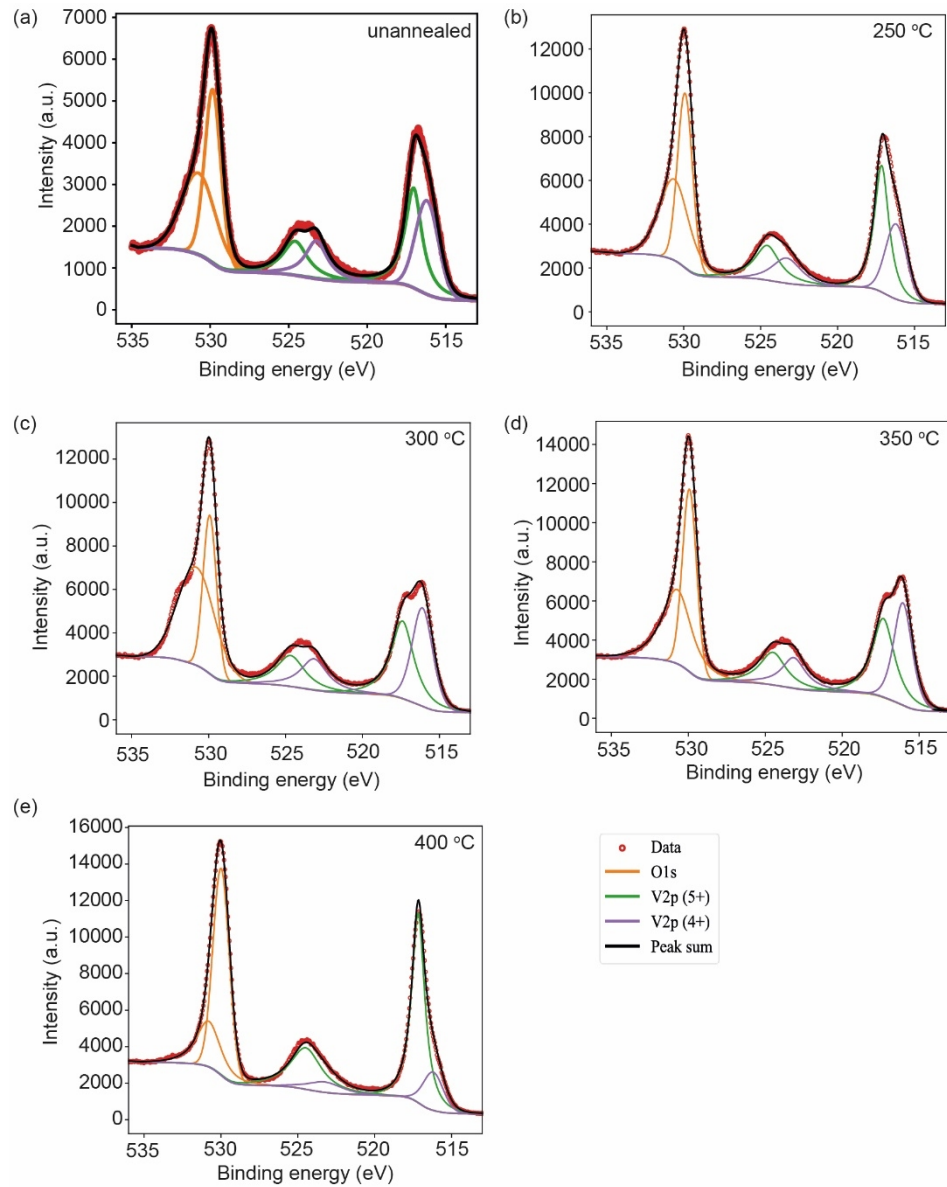 (a)
unannealed
7000
6000
5000
4000
3000
2000
1000
0
Intensity (a.u.)
535 530 525 520 515
Binding energy (eV)
(b)
250 °C
12000
10000
8000
6000
4000
2000
0
Intensity (a.u.)
535 530 525 520 515
Binding energy (eV)
(c)
300 °C
12000
10000
8000
6000
4000
2000
0
Intensity (a.u.)
535 530 525 520 515
Binding energy (eV)
(d)
350 °C
14000
12000
10000
8000
6000
4000
2000
0
Intensity (a.u.)
535 530 525 520 515
Binding energy (eV)
(e)
400 °C
16000
14000
12000
10000
8000
6000
4000
2000
0
Intensity (a.u.)
535 530 525 520 515
Binding energy (eV)
Data
O1s
V2p (5+)
V2p (4+)
Peak sum